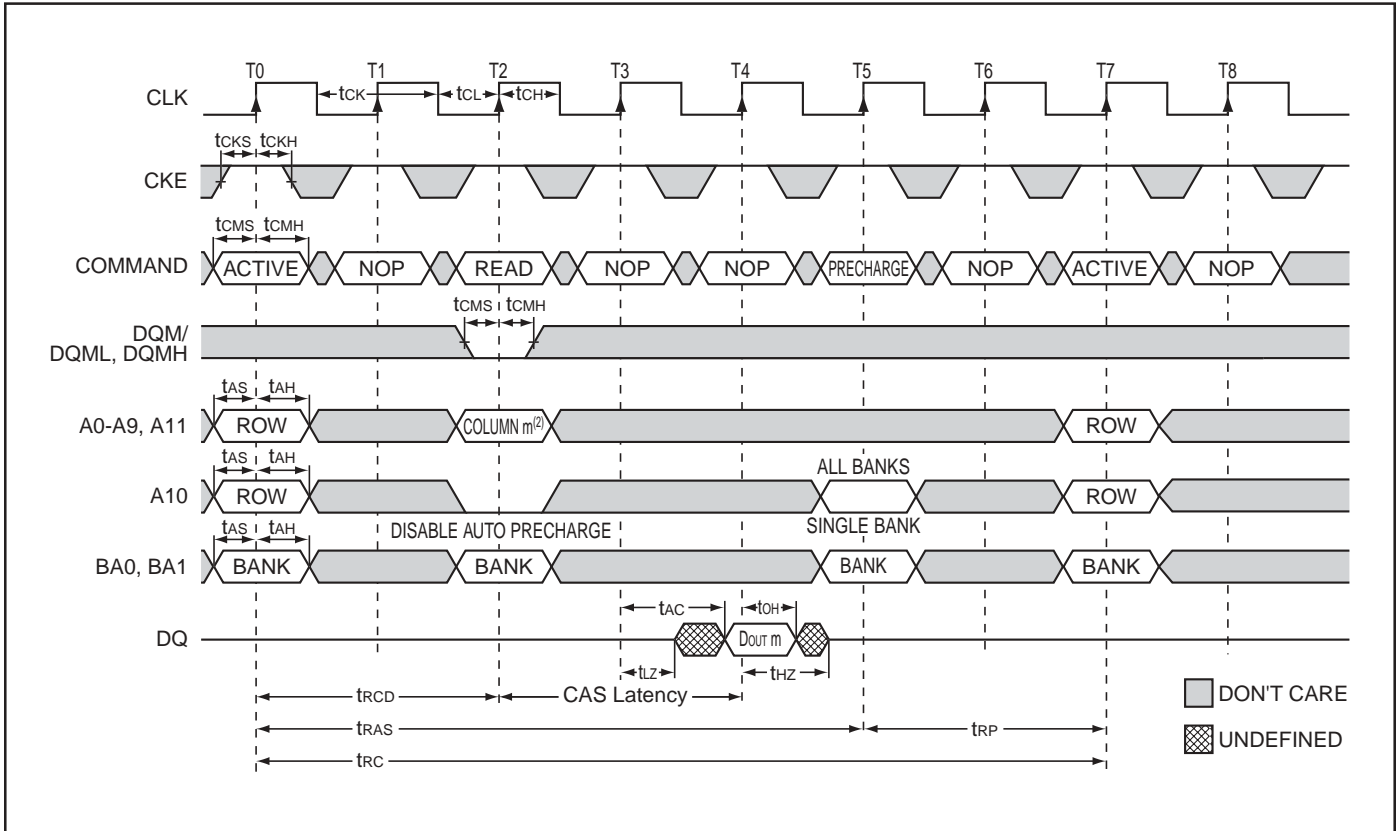 T0 T1 T2 T3 T4 T5 T6 T7 T8
CLK tCK tCL tCH
tCKS tCKH
CKE
tCMS tCMH
COMMAND ACTIVE NOP READ NOP NOP PRECHARGE NOP ACTIVE NOP
tCMS tCMH
DQM/
DQML, DQMH
tAS tAH
A0-A9, A11 ROW COLUMN m(2) ROW
tAS tAH ALL BANKS
A10 ROW ROW
tAS tAH DISABLE AUTO PRECHARGE SINGLE BANK
BA0, BA1 BANK BANK BANK BANK
tAC tOH
DQ DOUT m
tLZ tHZ
tRCD CAS Latency
DON'T CARE
tRAS tRP
UNDEFINED
tRC